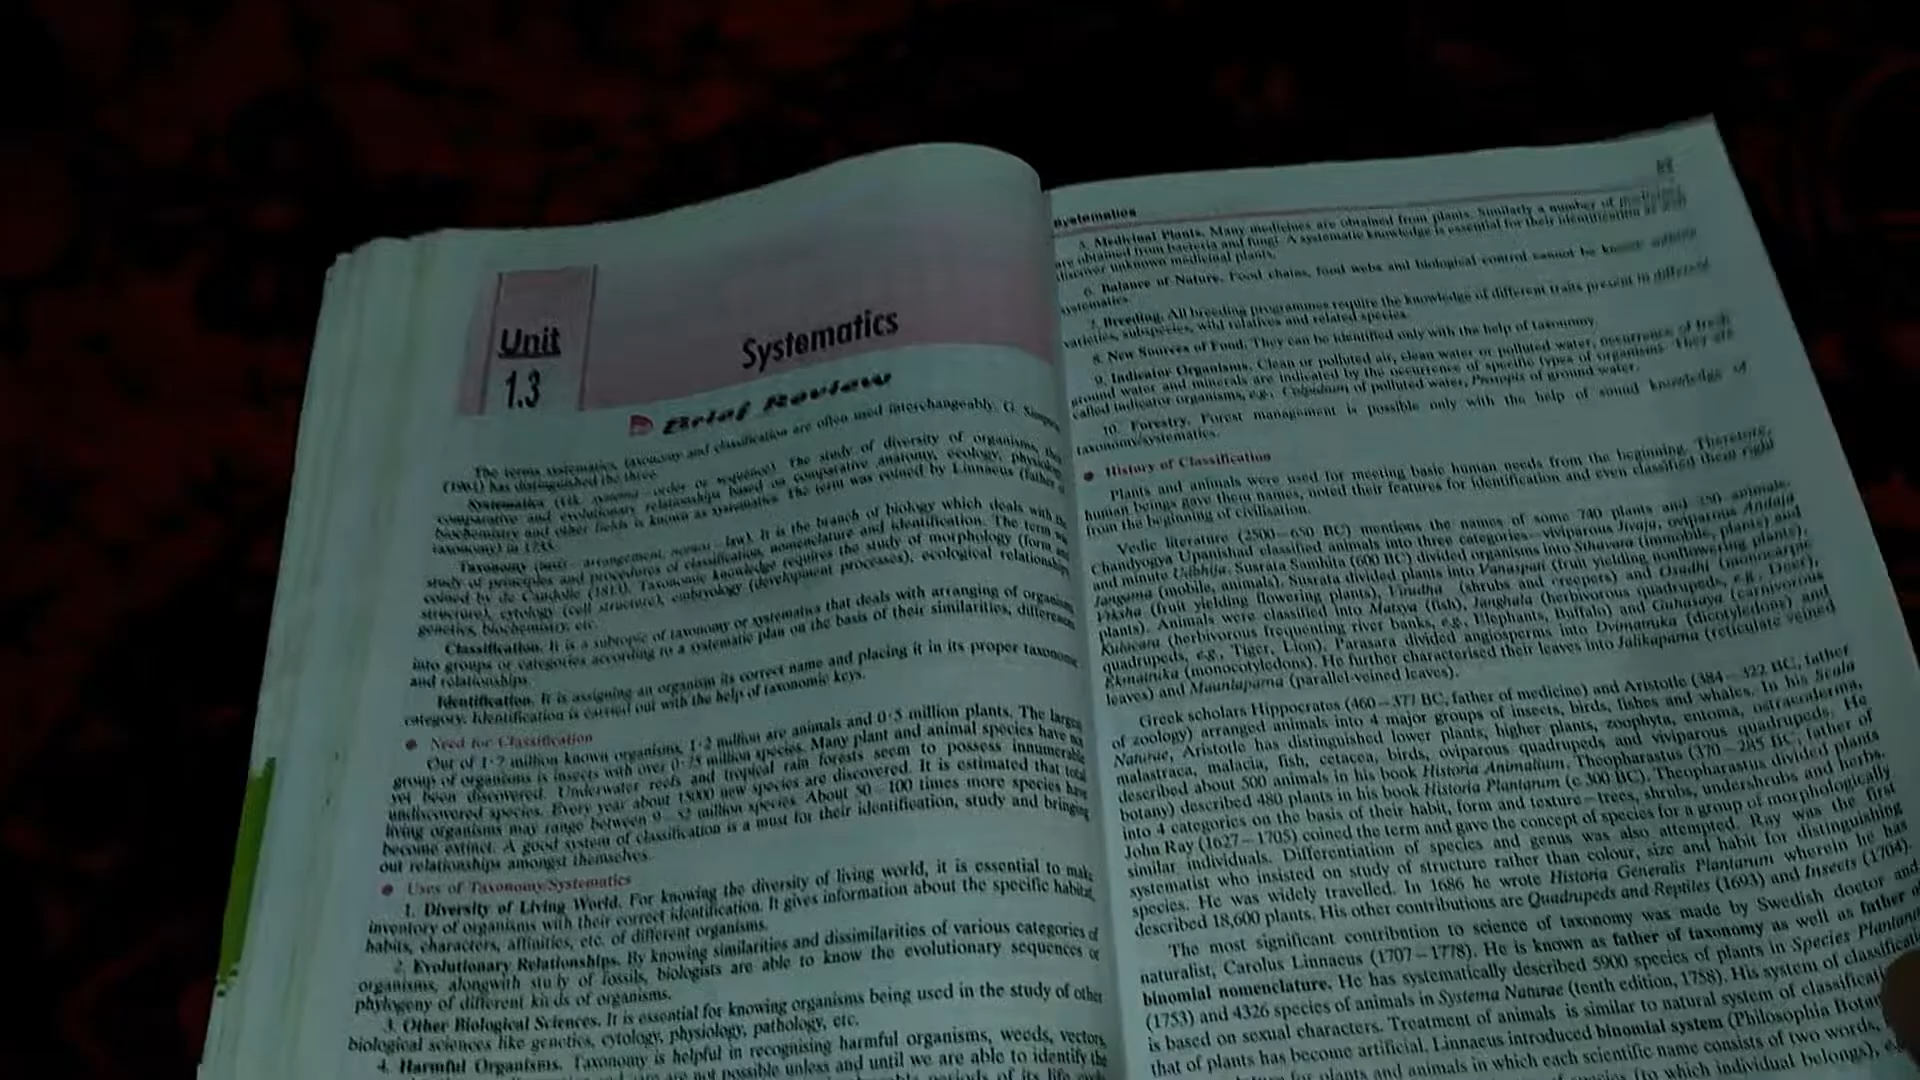 Unit
1.3
Systematics
Brief Review
The terms systematics, taxonomy and classification are often used interchangeably. G. Simpson
(1961) has distinguished the three.
Systematics (Gk. systema—order or sequence). The study of diversity of organisms, their
comparative and evolutionary relationships based on comparative anatomy, ecology, physiology,
biochemistry and other fields is known as systematics. The term was coined by Linnaeus (father of
taxonomy) in 1735.
Taxonomy (taxis—arrangement, nomos—law). It is the branch of biology which deals with the
study of principles and procedures of classification, nomenclature and identification. The term was
coined by de Candolle (1813). Taxonomic knowledge requires the study of morphology (form and
structure), cytology (cell structure), embryology (development processes), ecological relationships,
genetics, biochemistry, etc.
Classification. It is a subtopic of taxonomy or systematics that deals with arranging of organisms
into groups or categories according to a systematic plan on the basis of their similarities, differences
and relationships.
Identification. It is assigning an organism its correct name and placing it in its proper taxonomic
category. Identification is carried out with the help of taxonomic keys.
Need for Classification
Out of 1·7 million known organisms, 1·2 million are animals and 0·5 million plants. The largest
group of organisms is insects with over 0·75 million species. Many plant and animal species have not
yet been discovered. Underwater reefs and tropical rain forests seem to possess innumerable
undiscovered species. Every year about 15000 new species are discovered. It is estimated that total
living organisms may range between million species. About 50–100 times more species have
become extinct. A good system of classification is a must for their identification, study and bringing
out relationships amongst themselves.
Uses of Taxonomy/Systematics
1. Diversity of Living World. For knowing the diversity of living world, it is essential to make
inventory of organisms with their correct identification. It gives information about the specific habitat,
habits, characters, affinities, etc. of different organisms.
2. Evolutionary Relationships. By knowing similarities and dissimilarities of various categories of
organisms, alongwith study of fossils, biologists are able to know the evolutionary sequences or
phylogeny of different kinds of organisms.
3. Other Biological Sciences. It is essential for knowing organisms being used in the study of other
biological sciences like genetics, cytology, physiology, pathology, etc.
4. Harmful Organisms. Taxonomy is helpful in recognising harmful organisms, weeds, vectors,
are not possible unless and until we are able to identify the
periods of its life
Systematics
5. Medicinal Plants. Many medicines are obtained from plants. Similarly a number of medicines
are obtained from bacteria and fungi. A systematic knowledge is essential for their identification as well
discover unknown medicinal plants.
6. Balance of Nature. Food chains, food webs and biological control cannot be known without
systematics.
7. Breeding. All breeding programmes require the knowledge of different traits present in different
varieties, subspecies, wild relatives and related species.
8. New Sources of Food. They can be identified only with the help of taxonomy.
9. Indicator Organisms. Clean or polluted air, clean water or polluted water, occurrence of fresh
ground water and minerals are indicated by the occurrence of specific types of organisms. They are
called indicator organisms, e.g., Colpidium of polluted water, Prosopis of ground water.
10. Forestry. Forest management is possible only with the help of sound knowledge of
taxonomy/systematics.
History of Classification
Plants and animals were used for meeting basic human needs from the beginning. Therefore,
human beings gave them names, noted their features for identification and even classified them right
from the beginning of civilisation.
Vedic literature (2500–650 BC) mentions the names of some 740 plants and 250 animals.
Chandyogya Upanishad classified animals into three categories—viviparous Jivaja, oviparous Andaja
and minute Udbhija. Susrata Samhita (600 BC) divided organisms into Sthavara (immobile, plants) and
Jangama (mobile, animals). Susrata divided plants into Vanaspati (fruit yielding nonflowering plants),
Vriksha (fruit yielding flowering plants), Virudha (shrubs and creepers) and Osadhi (monocarpic
plants). Animals were classified into Matsya (fish), Janghala (herbivorous quadrupeds, e.g., Deer),
Kulacara (herbivorous frequenting river banks, e.g., Elephants, Buffalo) and Guhasaya (carnivorous
quadrupeds, e.g., Tiger, Lion). Parasara divided angiosperms into Dvimatruka (dicotyledons) and
Ekmatruka (monocotyledons). He further characterised their leaves into Jalikaparna (reticulate veined
leaves) and Maunlaparna (parallel-veined leaves).
Greek scholars Hippocrates (460–377 BC, father of medicine) and Aristotle (384–322 BC, father
of zoology) arranged animals into 4 major groups of insects, birds, fishes and whales. In his Scala
Naturae, Aristotle has distinguished lower plants, higher plants, zoophyta, entoma, ostracoderma,
malastraca, malacia, fish, cetacea, birds, oviparous quadrupeds and viviparous quadrupeds. He
described about 500 animals in his book Historia Animalium. Theopharastus (370–285 BC, father of
botany) described 480 plants in his book Historia Plantarum (c 300 BC). Theopharastus divided plants
into 4 categories on the basis of their habit, form and texture—trees, shrubs, undershrubs and herbs.
John Ray (1627–1705) coined the term and gave the concept of species for a group of morphologically
similar individuals. Differentiation of species and genus was also attempted. Ray was the first
systematist who insisted on study of structure rather than colour, size and habit for distinguishing
species. He was widely travelled. In 1686 he wrote Historia Generalis Plantarum wherein he has
described 18,600 plants. His other contributions are Quadrupeds and Reptiles (1693) and Insects (1704).
The most significant contribution to science of taxonomy was made by Swedish doctor and
naturalist, Carolus Linnaeus (1707–1778). He is known as father of taxonomy as well as father of
binomial nomenclature. He has systematically described 5900 species of plants in Species Plantarum
(1753) and 4326 species of animals in Systema Naturae (tenth edition, 1758). His system of classificati
is based on sexual characters. Treatment of animals is similar to natural system of classificati
that of plants has become artificial. Linnaeus introduced binomial system (Philosophia Botan
for plants and animals in which each scientific name consists of two words,
species (to which individual belongs),